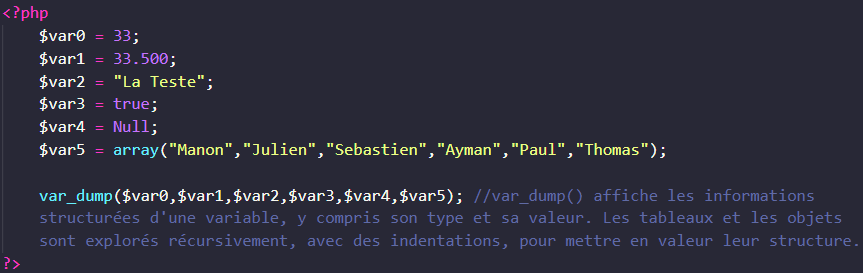 <?php
$var0 = 33;
$var1 = 33.500;
$var2 = "La Teste";
$var3 = true;
$var4 = Null;
$var5 = array("Manon","Julien","Sebastien","Ayman","Paul","Thomas");
var_dump($var0,$var1,$var2,$var3,$var4,$var5); //var_dump() affiche les informations
structurées d'une variable, y compris son type et sa valeur. Les tableaux et les objets
sont explorés récursivement, avec des indentations, pour mettre en valeur leur structure.
?>